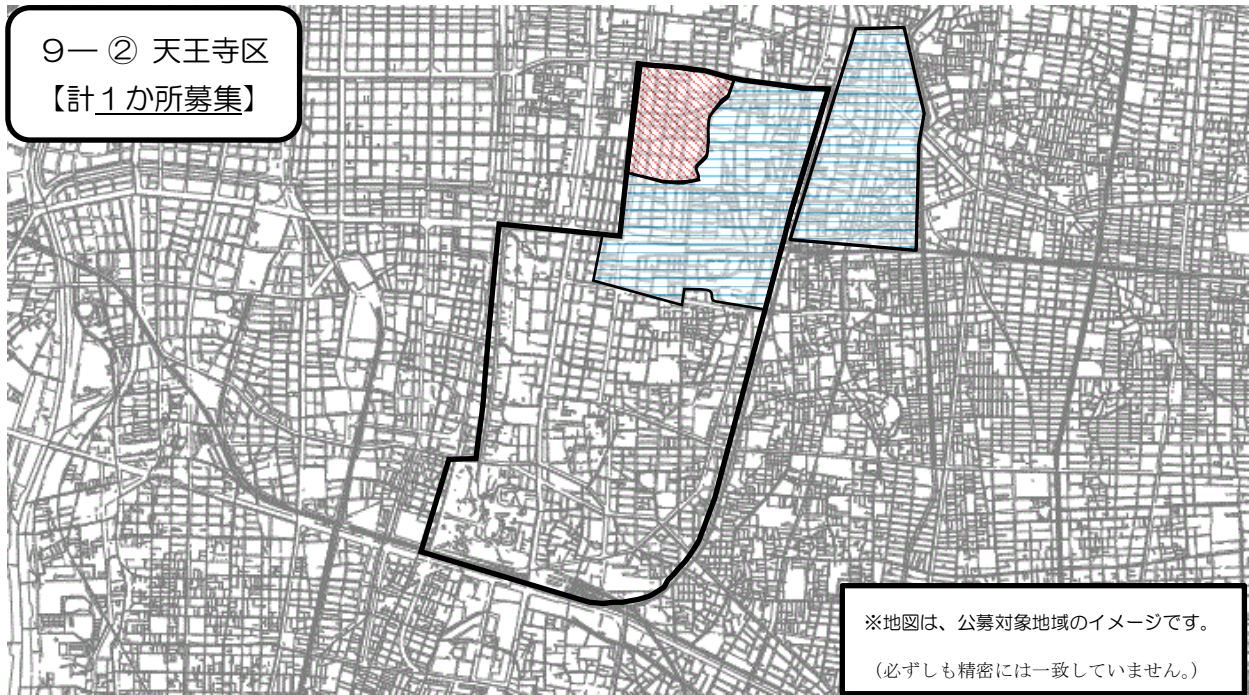 9― ② 天王寺区
【計１か所募集】
※地図は、公募対象地域のイメージです。
（必ずしも精密には一致していません。）